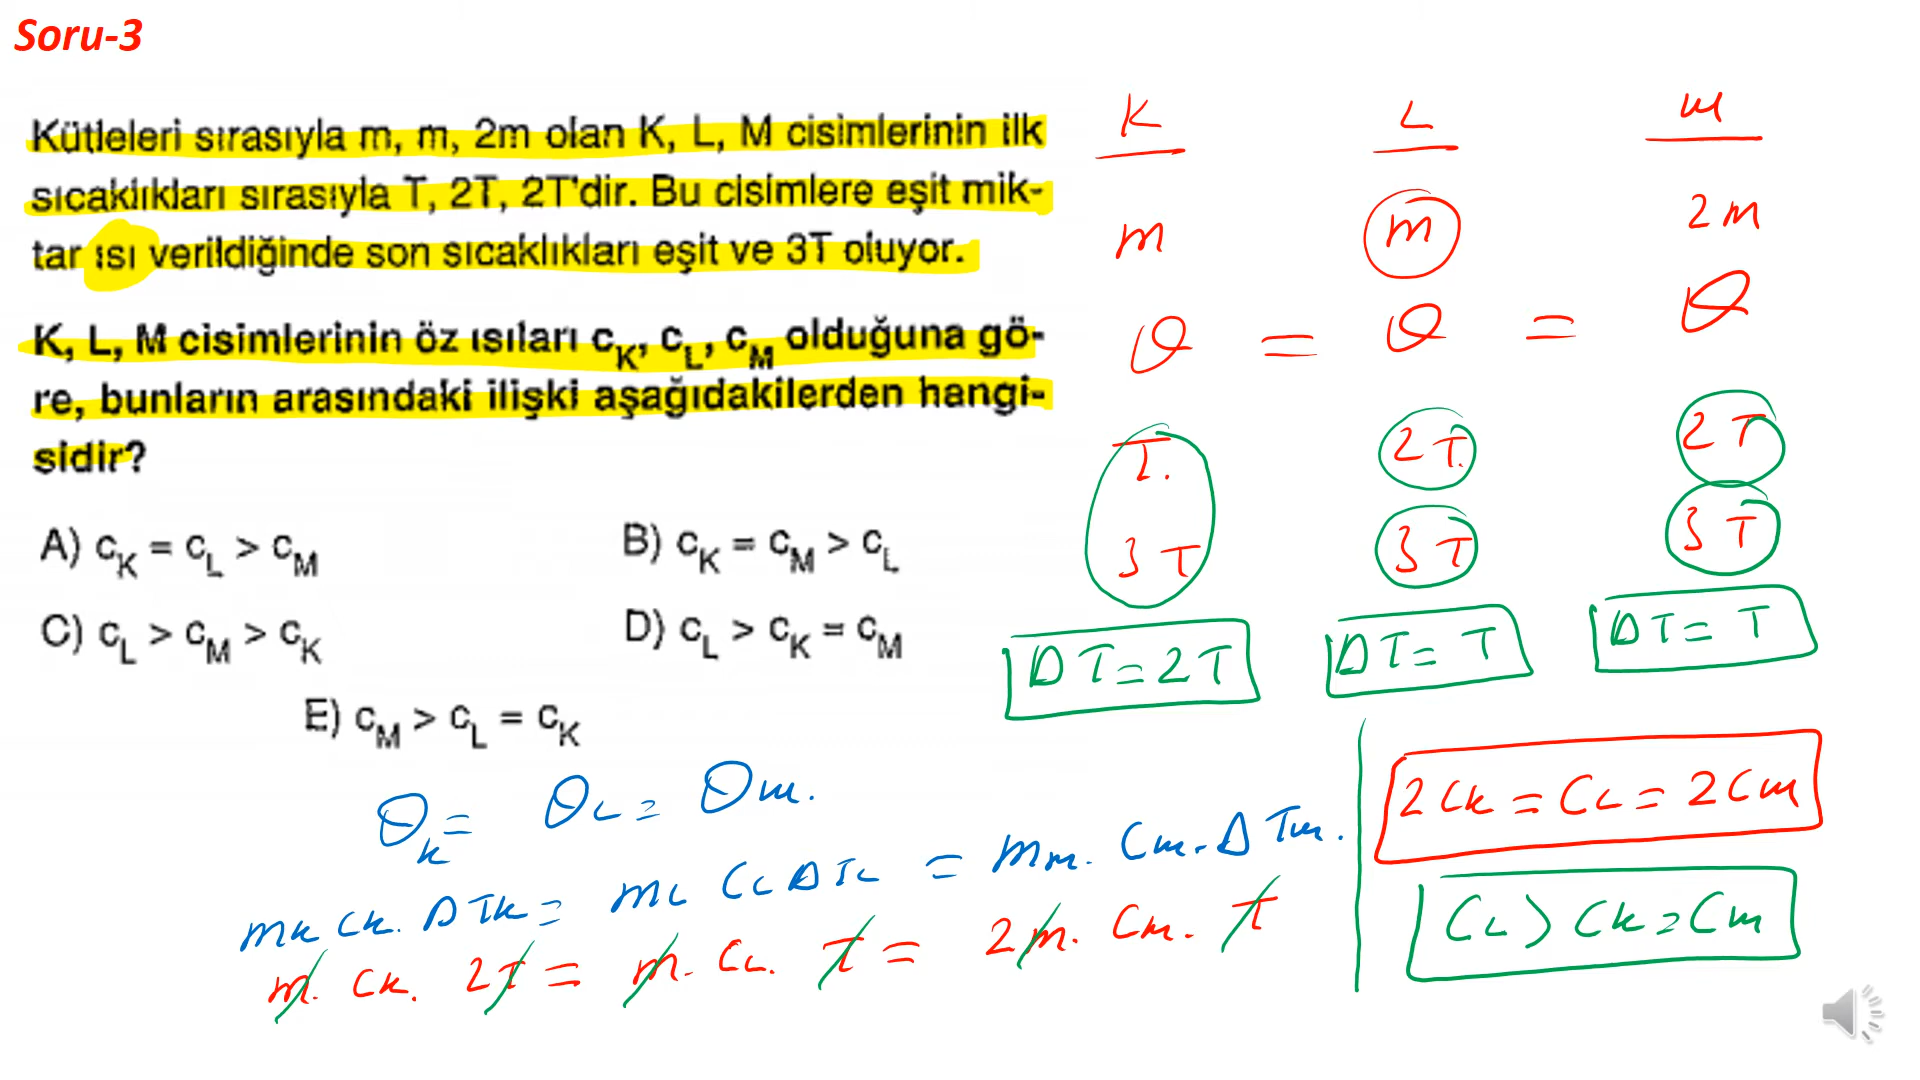 Soru-3
Kütleleri sırasıyla m, m, 2m olan K, L, M cisimlerinin ilk
sıcaklıkları sırasıyla T, 2T, 2T'dir. Bu cisimlere eşit mik-
tar ısı verildiğinde son sıcaklıkları eşit ve 3T oluyor.
K, L, M cisimlerinin öz ısıları cK, cL, cM olduğuna gö-
re, bunların arasındaki ilişki aşağıdakilerden hangi-
sidir?
A) cK = cL > cM
B) cK = cM > cL
C) cL > cM > cK
D) cL > cK = cM
E) cM > cL = cK
K L M
m m 2m
Q = Q = Q
T. 2T. 2T
3T 3T 3T
ΔT = 2T ΔT = T ΔT = T
QK = QL = Qm.
mK cK. ΔTK = mL cL ΔTL = mm. cm. ΔTm.
m. cK. 2T = m. cL. T = 2m. cm. T
2cK = cL = 2cm
cL > cK = cm